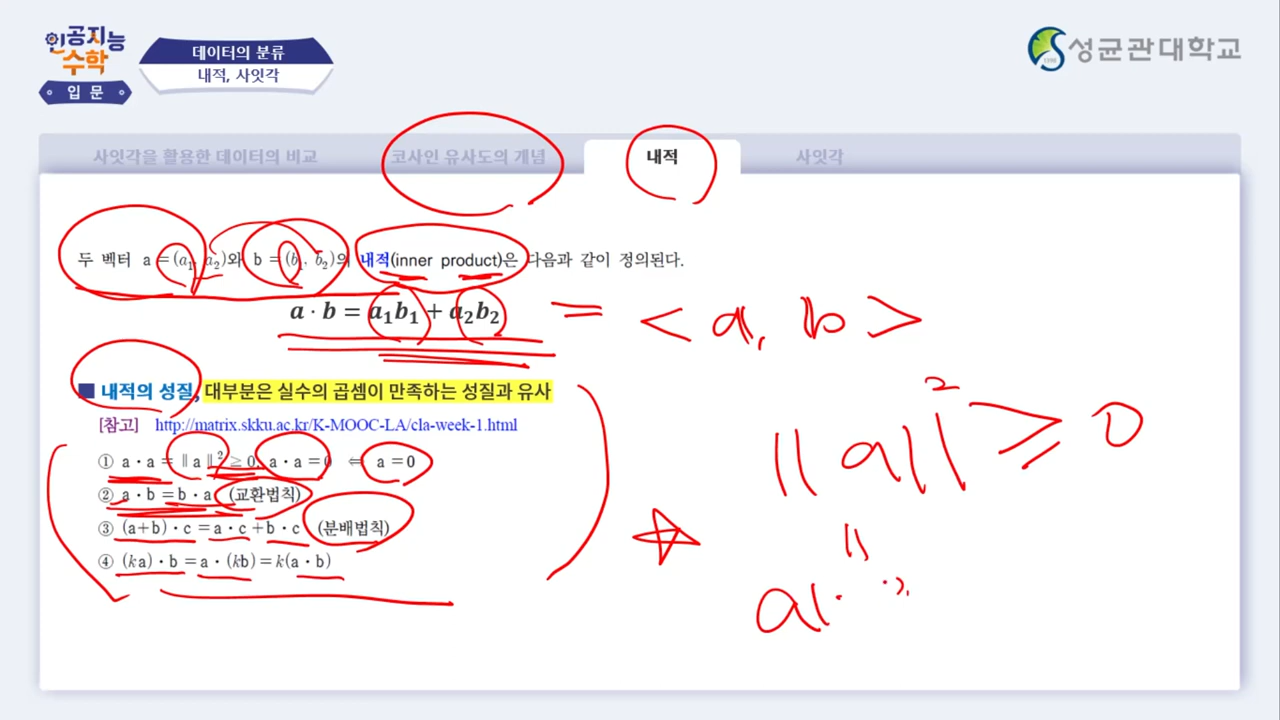 인공지능
수학
입문
데이터의 분류
내적, 사잇각
성균관대학교
사잇각을 활용한 데이터의 비교
코사인 유사도의 개념
내적
사잇각
두 벡터 a = (a₁, a₂)와 b = (b₁, b₂)의 내적(inner product)은 다음과 같이 정의된다.
a · b = a₁b₁ + a₂b₂ = < a, b >
■ 내적의 성질, 대부분은 실수의 곱셈이 만족하는 성질과 유사
[참고] http://matrix.skku.ac.kr/K-MOOC-LA/cla-week-1.html
① a · a = ∥a∥² ≥ 0, a · a = 0 ⇐ a = 0
② a · b = b · a (교환법칙)
③ (a+b) · c = a · c + b · c (분배법칙)
④ (ka) · b = a · (kb) = k(a · b)
||a||² ≥ 0